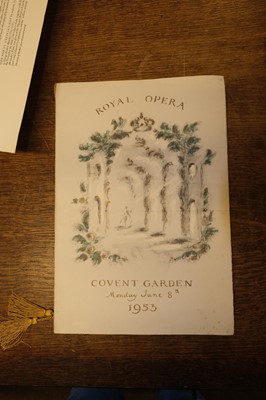 ROYAL OPERA
COVENT GARDEN
Monday June 8th
1953